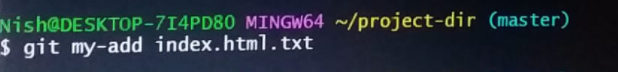 Nish@DESKTOP-7I4PD80 MINGW64 ~/project-dir (master)
$ git my-add index.html.txt